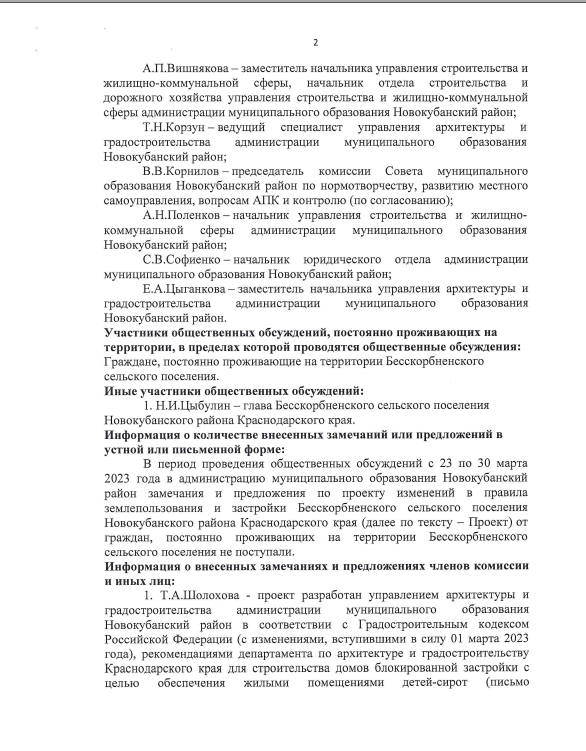 2
А.П.Вишнякова – заместитель начальника управления строительства и
жилищно-коммунальной сферы, начальник отдела строительства и
дорожного хозяйства управления строительства и жилищно-коммунальной
сферы администрации муниципального образования Новокубанский район;
Т.Н.Корзун – ведущий специалист управления архитектуры и
градостроительства администрации муниципального образования
Новокубанский район;
В.В.Корнилов – председатель комиссии Совета муниципального
образования Новокубанский район по нормотворчеству, развитию местного
самоуправления, вопросам АПК и контролю (по согласованию);
А.Н.Поленков – начальник управления строительства и жилищно-
коммунальной сферы администрации муниципального образования
Новокубанский район;
С.В.Софиенко – начальник юридического отдела администрации
муниципального образования Новокубанский район;
Е.А.Цыганкова – заместитель начальника управления архитектуры и
градостроительства администрации муниципального образования
Новокубанский район.
Участники общественных обсуждений, постоянно проживающих на
территории, в пределах которой проводятся общественные обсуждения:
Граждане, постоянно проживающие на территории Бесскорбненского
сельского поселения.
Иные участники общественных обсуждений:
1. Н.И.Цыбулин – глава Бесскорбненского сельского поселения
Новокубанского района Краснодарского края.
Информация о количестве внесенных замечаний или предложений в
устной или письменной форме:
В период проведения общественных обсуждений с 23 по 30 марта
2023 года в администрацию муниципального образования Новокубанский
район замечания и предложения по проекту изменений в правила
землепользования и застройки Бесскорбненского сельского поселения
Новокубанского района Краснодарского края (далее по тексту – Проект) от
граждан, постоянно проживающих на территории Бесскорбненского
сельского поселения не поступали.
Информация о внесенных замечаниях и предложениях членов комиссии
и иных лиц:
1. Т.А.Шолохова - проект разработан управлением архитектуры и
градостроительства администрации муниципального образования
Новокубанский район в соответствии с Градостроительным кодексом
Российской Федерации (с изменениями, вступившими в силу 01 марта 2023
года), рекомендациями департамента по архитектуре и градостроительству
Краснодарского края для строительства домов блокированной застройки с
целью обеспечения жилыми помещениями детей-сирот (письмо